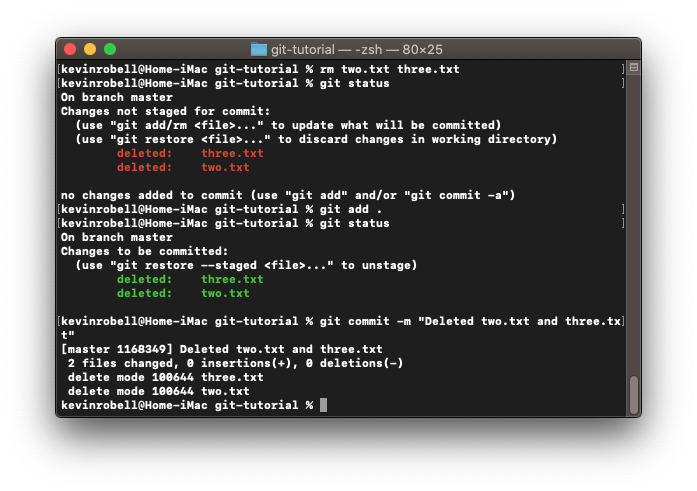 git-tutorial — -zsh — 80×25
[kevinrobell@Home-iMac git-tutorial % rm two.txt three.txt ]
[kevinrobell@Home-iMac git-tutorial % git status ]
On branch master
Changes not staged for commit:
  (use "git add/rm <file>..." to update what will be committed)
  (use "git restore <file>..." to discard changes in working directory)
        deleted:    three.txt
        deleted:    two.txt

no changes added to commit (use "git add" and/or "git commit -a")
[kevinrobell@Home-iMac git-tutorial % git add . ]
[kevinrobell@Home-iMac git-tutorial % git status ]
On branch master
Changes to be committed:
  (use "git restore --staged <file>..." to unstage)
        deleted:    three.txt
        deleted:    two.txt

[kevinrobell@Home-iMac git-tutorial % git commit -m "Deleted two.txt and three.tx]
t"
[master 1168349] Deleted two.txt and three.txt
 2 files changed, 0 insertions(+), 0 deletions(-)
 delete mode 100644 three.txt
 delete mode 100644 two.txt
kevinrobell@Home-iMac git-tutorial %